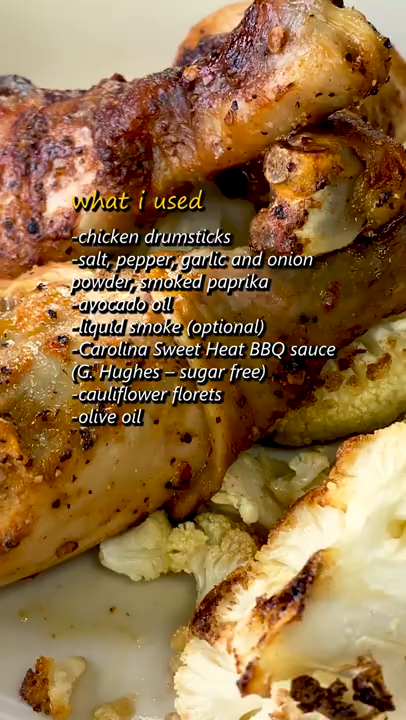 what i used
-chicken drumsticks
-salt, pepper, garlic and onion
powder, smoked paprika
-avocado oil
-liquid smoke (optional)
-Carolina Sweet Heat BBQ sauce
(G. Hughes – sugar free)
-cauliflower florets
-olive oil